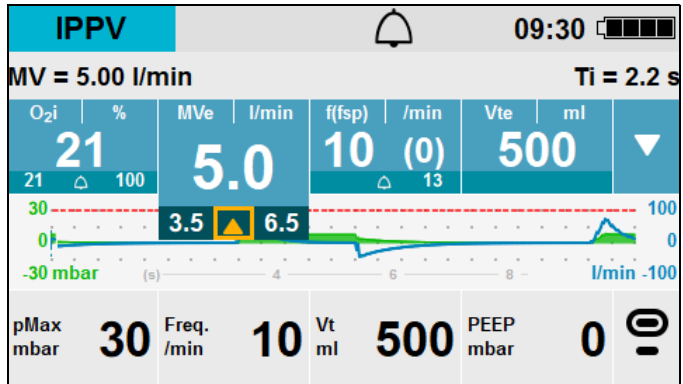 IPPV 09:30
MV = 5.00 l/min Ti = 2.2 s
O₂i % MVe l/min f(fsp) /min Vte ml
21 5.0 10 (0) 500
21 100 13
3.5 6.5
30 100
0 0
-30 mbar (s) 4 6 8 l/min -100
pMax mbar 30 Freq. /min 10 Vt ml 500 PEEP mbar 0